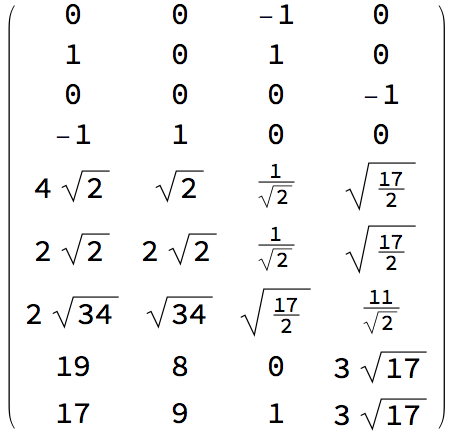 0 0 -1 0
1 0 1 0
0 0 0 -1
-1 1 0 0
4√2 √2 1/√2 √(17/2)
2√2 2√2 1/√2 √(17/2)
2√34 √34 √(17/2) 11/√2
19 8 0 3√17
17 9 1 3√17